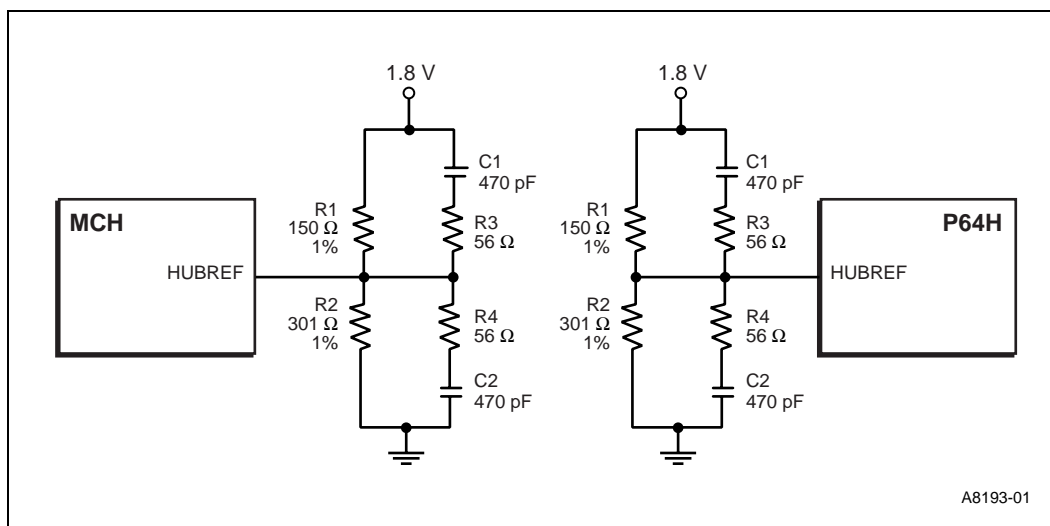 1.8 V
1.8 V
C1
470 pF
C1
470 pF
MCH
R1
150 Ω
1%
R3
56 Ω
R1
150 Ω
1%
R3
56 Ω
P64H
HUBREF
HUBREF
R2
301 Ω
1%
R4
56 Ω
R2
301 Ω
1%
R4
56 Ω
C2
470 pF
C2
470 pF
A8193-01